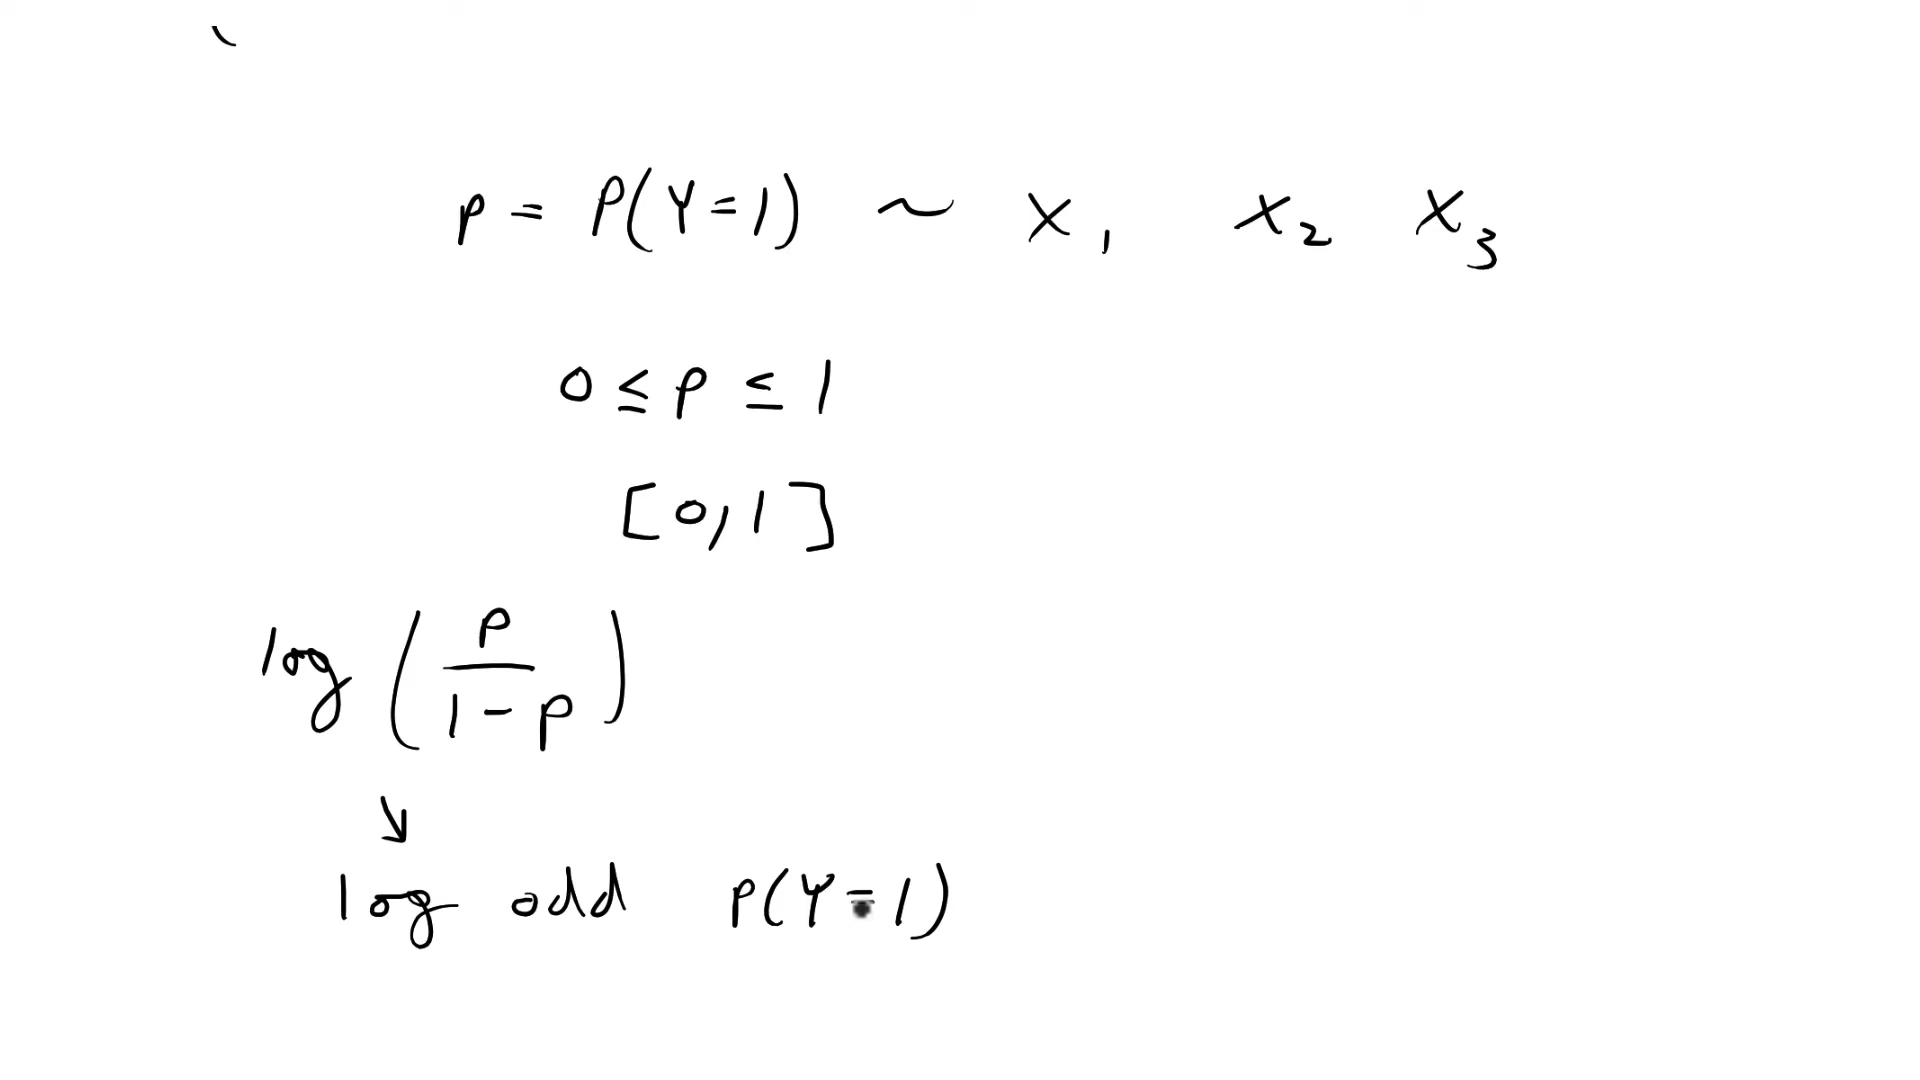 p = P(Y=1) ~ X₁ X₂ X₃
0 ≤ p ≤ 1
[0,1]
log (p / 1-p)
↘
log odd P(Y=1)